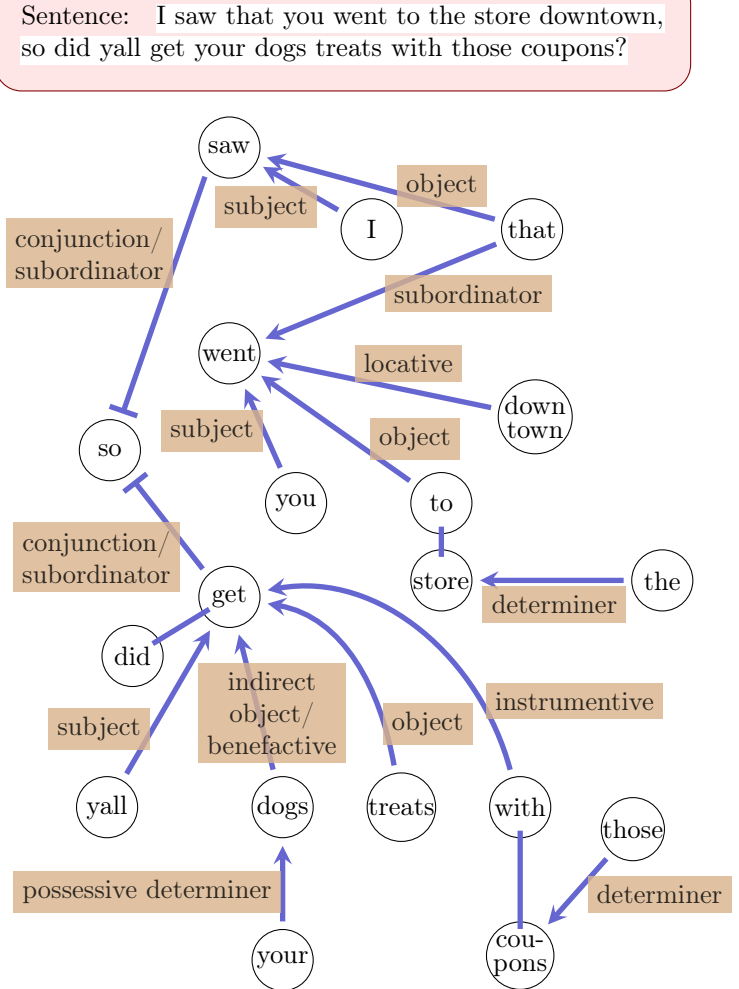 Sentence: I saw that you went to the store downtown,
so did yall get your dogs treats with those coupons?
saw
object
subject
I
that
conjunction/
subordinator
subordinator
went
locative
down
town
subject
object
so
you
to
conjunction/
subordinator
store
the
get
determiner
did
indirect
object/
benefactive
instrumentive
subject
object
yall
dogs
treats
with
those
possessive determiner
determiner
your
cou-
pons